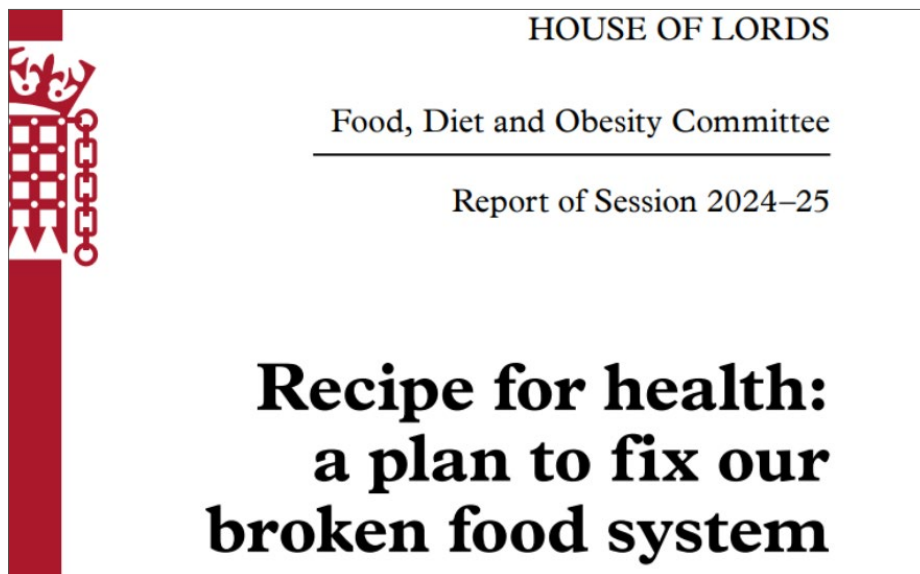 HOUSE OF LORDS
Food, Diet and Obesity Committee
Report of Session 2024–25
Recipe for health:
a plan to fix our
broken food system